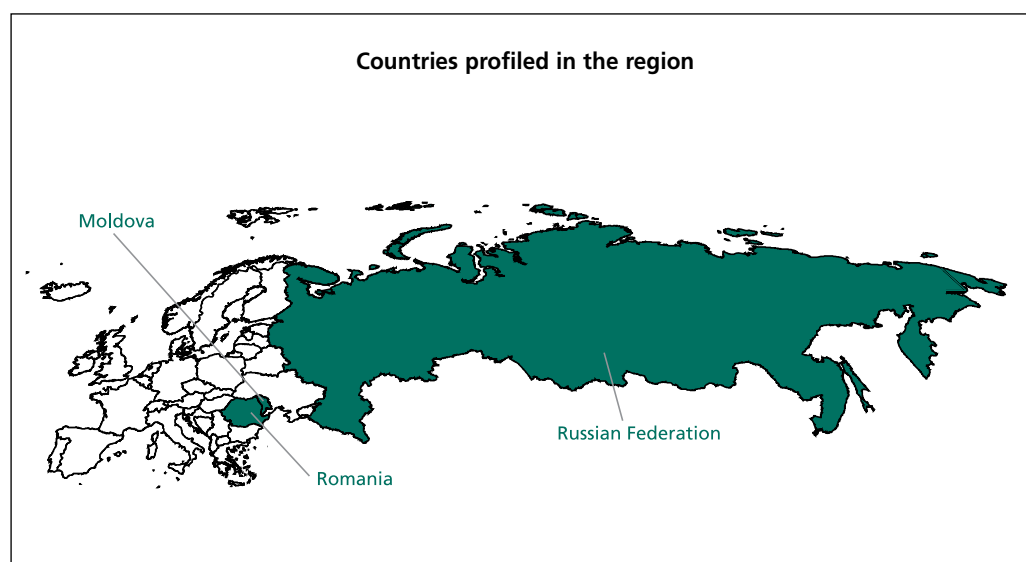 Countries profiled in the region
Moldova
Russian Federation
Romania